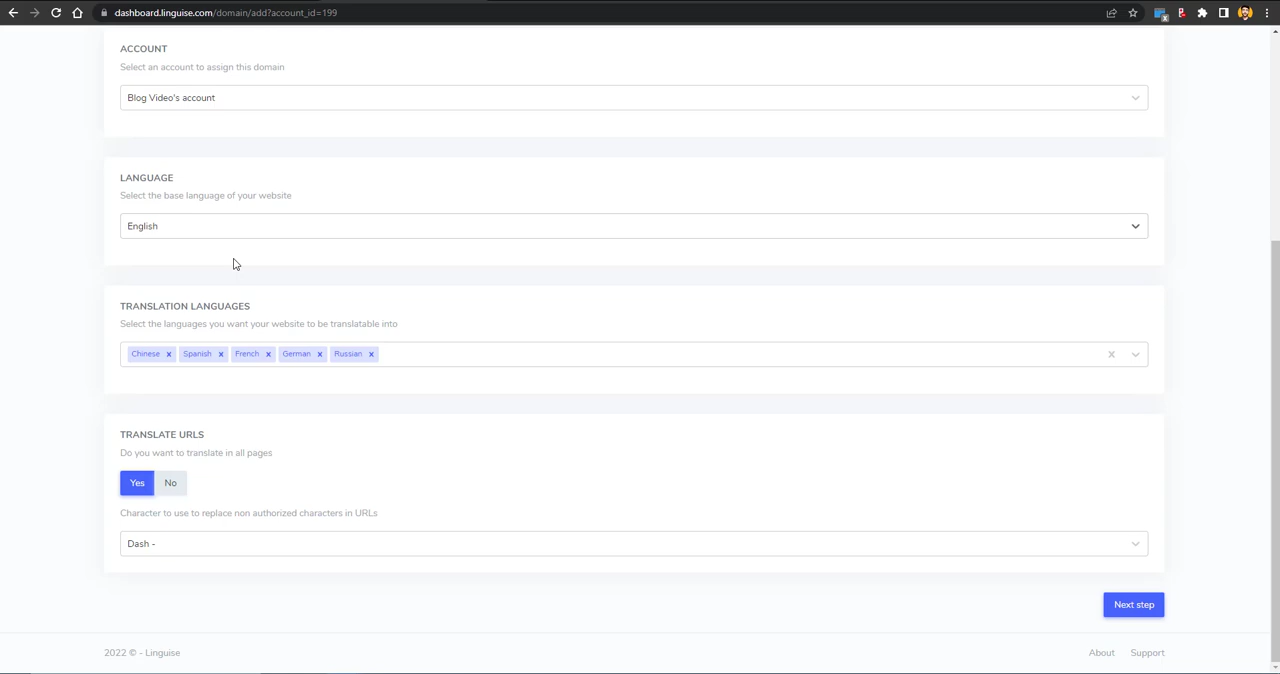 dashboard.linguise.com/domain/add?account_id=199
ACCOUNT
Select an account to assign this domain
Blog Video's account
LANGUAGE
Select the base language of your website
English
TRANSLATION LANGUAGES
Select the languages you want your website to be translatable into
Chinese x Spanish x French x German x Russian x
TRANSLATE URLS
Do you want to translate in all pages
Yes No
Character to use to replace non authorized characters in URLs
Dash -
Next step
2022 © - Linguise About Support